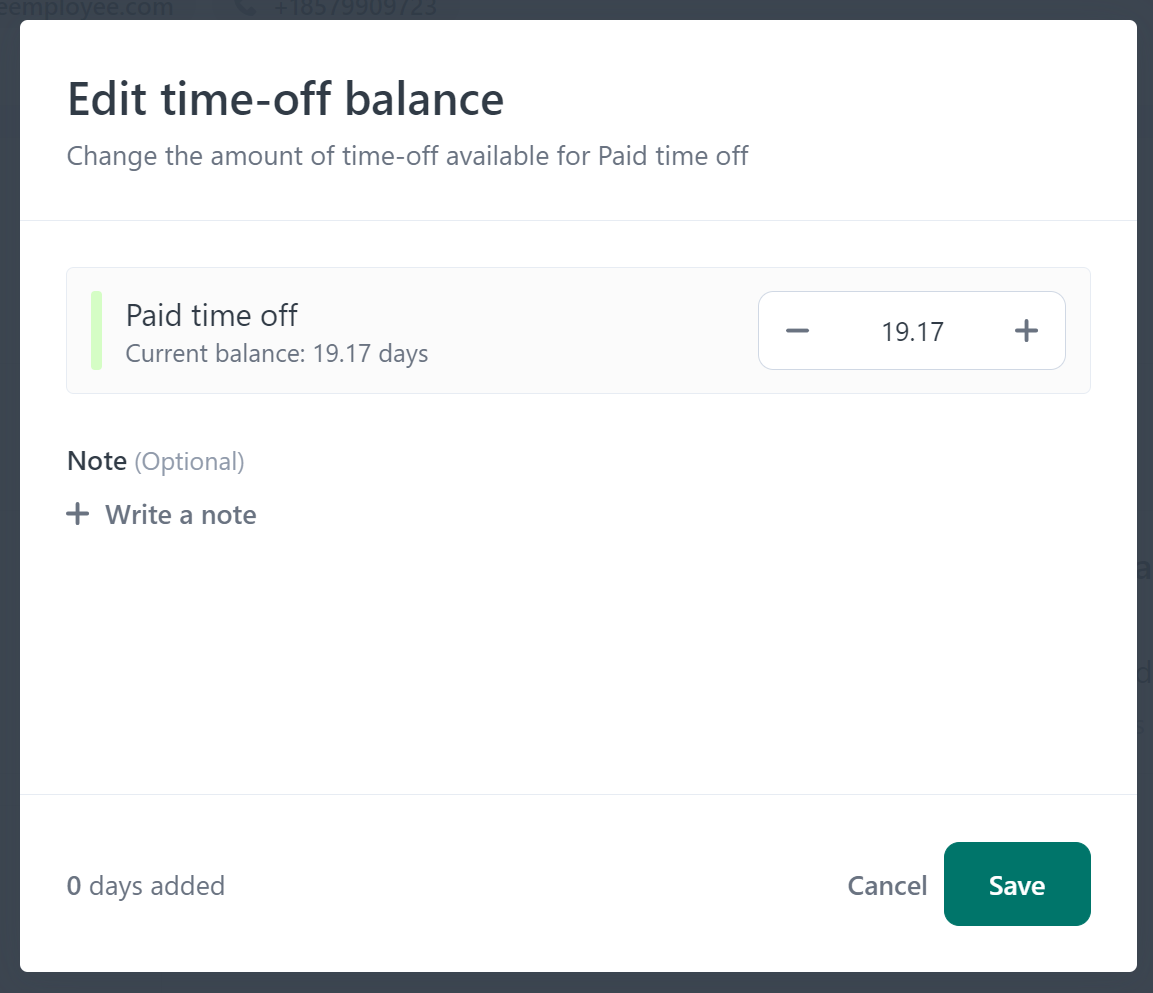 eemployee.com +18579909723
Edit time-off balance
Change the amount of time-off available for Paid time off
Paid time off
Current balance: 19.17 days
19.17
Note (Optional)
Write a note
0 days added
Cancel
Save